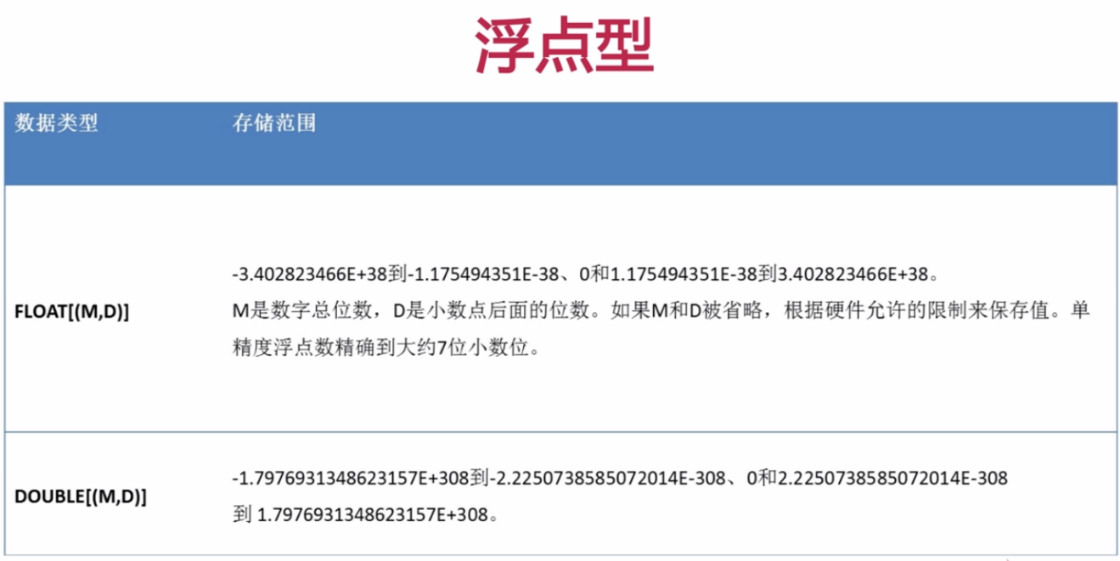 浮点型
数据类型
存储范围
FLOAT[(M,D)]
-3.402823466E+38到-1.175494351E-38、0和1.175494351E-38到3.402823466E+38。
M是数字总位数，D是小数点后面的位数。如果M和D被省略，根据硬件允许的限制来保存值。单
精度浮点数精确到大约7位小数位。
DOUBLE[(M,D)]
-1.7976931348623157E+308到-2.2250738585072014E-308、0和2.2250738585072014E-308
到 1.7976931348623157E+308。